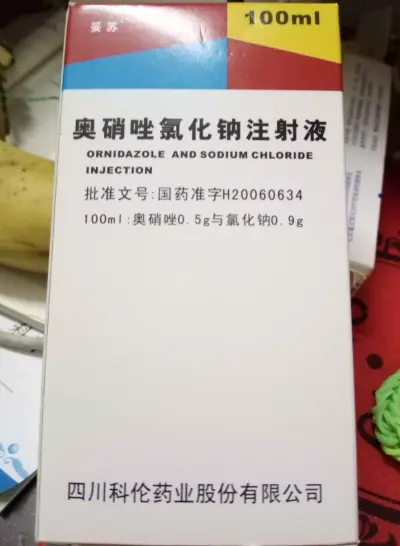 妥苏
100ml
奥硝唑氯化钠注射液
ORNIDAZOLE AND SODIUM CHLORIDE
INJECTION
批准文号:国药准字H20060634
100ml:奥硝唑0.5g与氯化钠0.9g
四川科伦药业股份有限公司